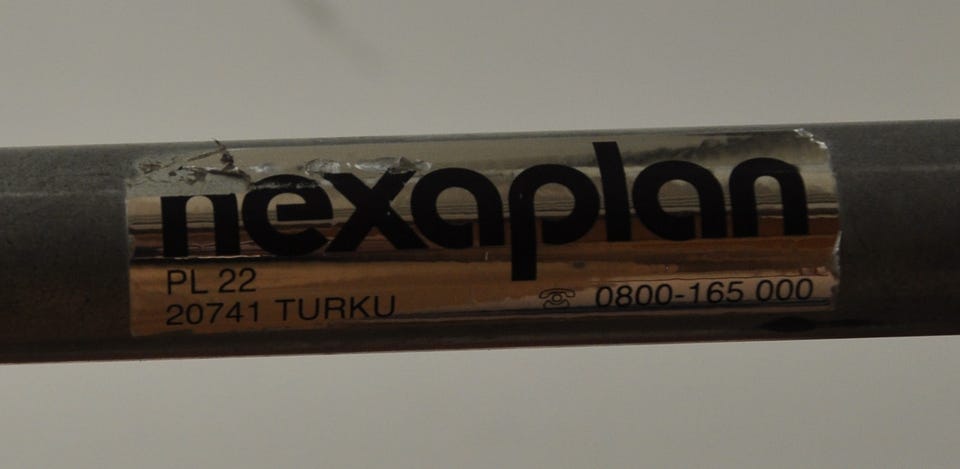 nexaplan
PL 22
20741 TURKU
☏ 0800-165 000